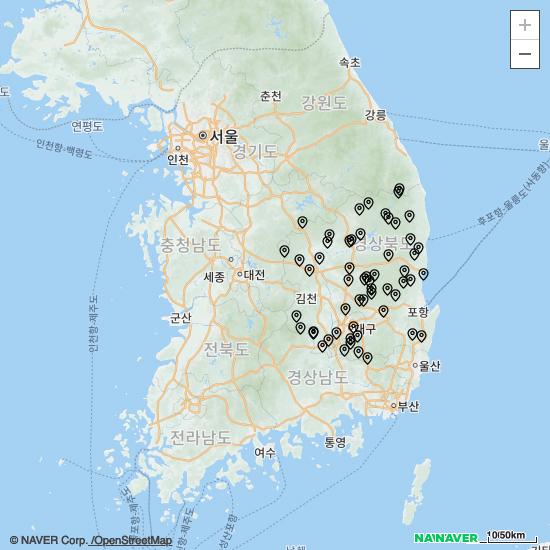 +
−
속초
춘천
강원도
강릉
도
연평도
서울
인천
경기도
인천항-백령도
울
후포항-울릉도(사동항)
경상북도
충청남도
세종
대전
김천
포항
인천항-제주도
군산
대구
전북도
경상남도
울산
부산
전라남도
여수
통영
© NAVER Corp. /OpenStreetMap
NAVER
10/50km